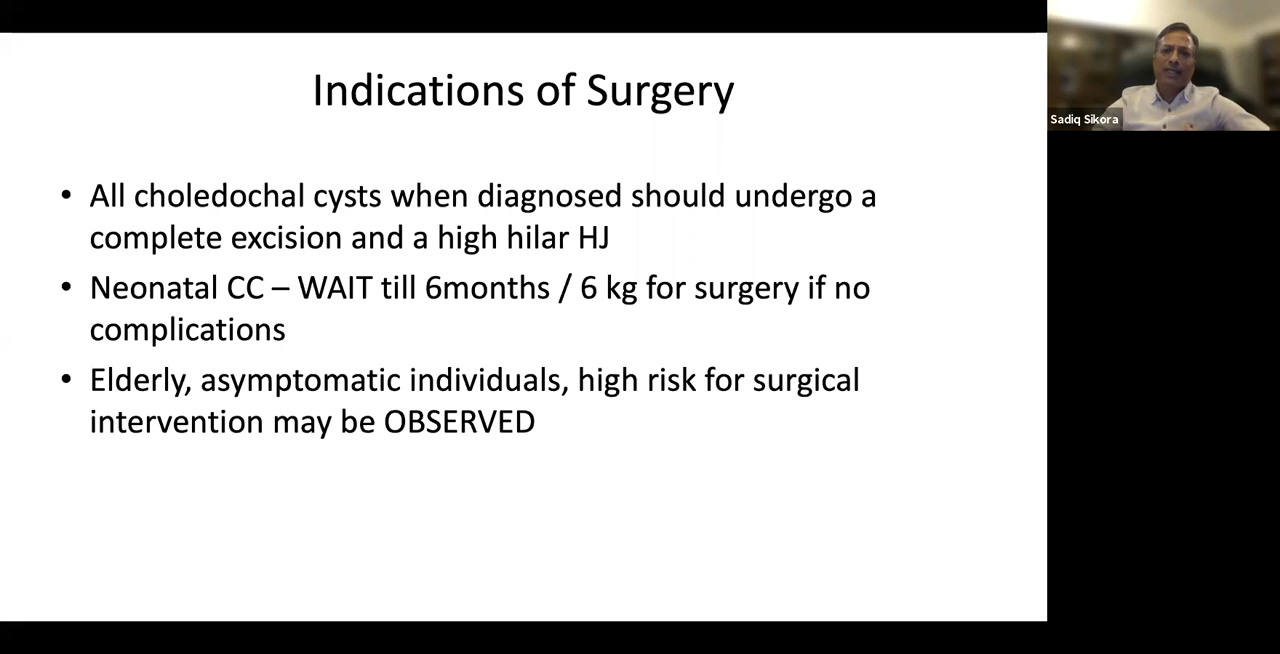 Indications of Surgery
• All choledochal cysts when diagnosed should undergo a
complete excision and a high hilar HJ
• Neonatal CC – WAIT till 6months / 6 kg for surgery if no
complications
• Elderly, asymptomatic individuals, high risk for surgical
intervention may be OBSERVED
Sadiq Sikora